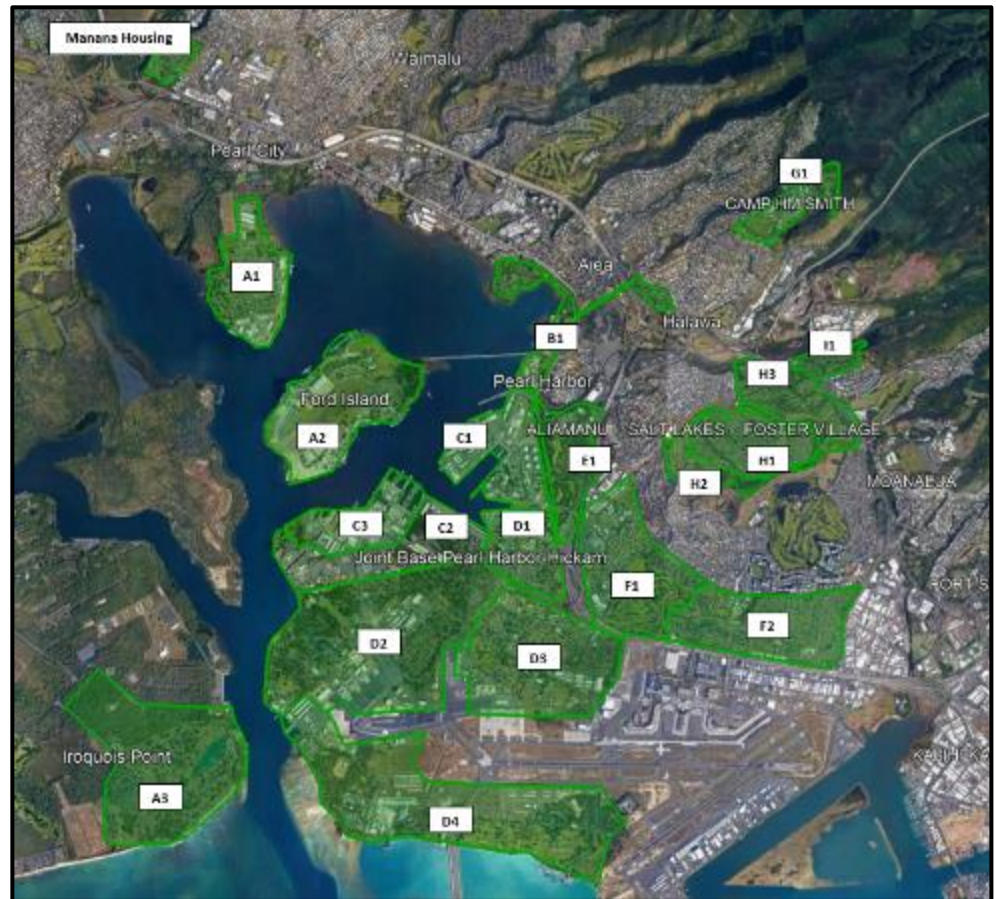 Manana Housing
Waimalu
Pearl City
G1
CAMP HM SMITH
A1
Aiea
Halawa
B1
I1
H3
Pearl Harbor
Ford Island
ALIAMANU
SALT LAKES
FOSTER VILLAGE
A2
C1
E1
H1
H2
MOANALUA
C3
C2
D1
Joint Base Pearl Harbor-Hickam
F1
F2
D2
D3
Iroquois Point
A3
D4